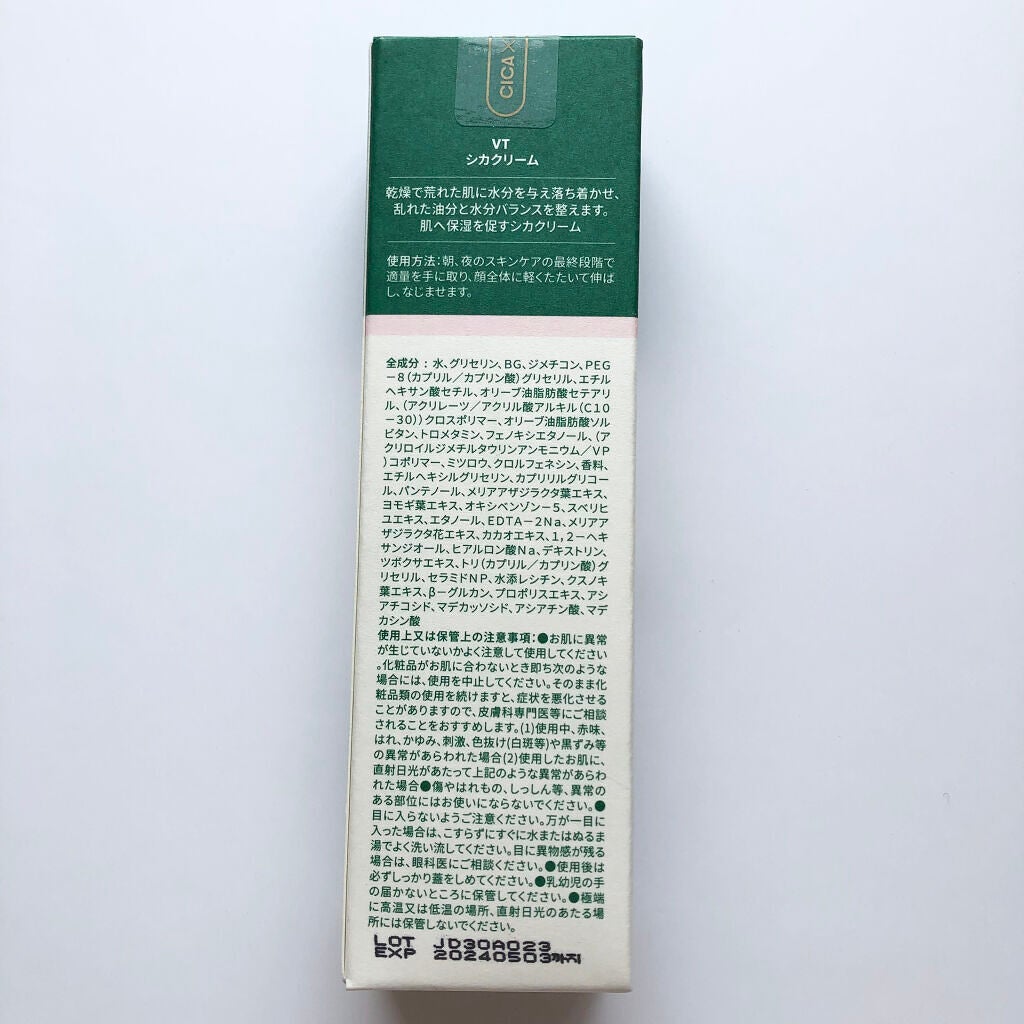 CICA
VT
シカクリーム
乾燥で荒れた肌に水分を与え落ち着かせ、
乱れた油分と水分バランスを整えます。
肌へ保湿を促すシカクリーム
使用方法：朝、夜のスキンケアの最終段階で
適量を手に取り、顔全体に軽くたたいて伸ば
し、なじませます。
全成分：水、グリセリン、BG、ジメチコン、PEG
－8（カプリル／カプリン酸）グリセリル、エチル
ヘキサン酸セチル、オリーブ油脂肪酸セテアリ
ル、（アクリレーツ／アクリル酸アルキル（C10
－30））クロスポリマー、オリーブ油脂肪酸ソル
ビタン、トロメタミン、フェノキシエタノール、（ア
クリロイルジメチルタウリンアンモニウム／VP
）コポリマー、ミツロウ、クロルフェネシン、香料、
エチルヘキシルグリセリン、カプリリルグリコー
ル、パンテノール、メリアアザジラクタ葉エキス、
ヨモギ葉エキス、オキシベンゾン－5、スベリヒ
ユエキス、エタノール、EDTA－2Na、メリアア
ザジラクタ花エキス、カカオエキス、1，2－ヘキ
サンジオール、ヒアルロン酸Na、デキストリン、
ツボクサエキス、トリ（カプリル／カプリン酸）グ
リセリル、セラミドNP、水添レシチン、クスノキ
葉エキス、β－グルカン、プロポリスエキス、アシ
アチコシド、マデカッソシド、アシアチン酸、マデ
カシン酸
使用上又は保管上の注意事項：●お肌に異常
が生じていないかよく注意して使用してください
。化粧品がお肌に合わないとき即ち次のような
場合には、使用を中止してください。そのまま化
粧品類の使用を続けますと、症状を悪化させる
ことがありますので、皮膚科専門医等にご相談
されることをおすすめします。(1)使用中、赤味、
はれ、かゆみ、刺激、色抜け(白斑等)や黒ずみ等
の異常があらわれた場合(2)使用したお肌に、
直射日光があたって上記のような異常があらわ
れた場合●傷やはれもの、しっしん等、異常の
ある部位にはお使いにならないでください。●
目に入らないようご注意ください。万が一目に
入った場合は、こすらずにすぐに水またはぬるま
湯でよく洗い流してください。目に異物感が残る
場合は、眼科医にご相談ください。●使用後は
必ずしっかり蓋をしめてください。●乳幼児の手
の届かないところに保管してください。●極端
に高温又は低温の場所、直射日光のあたる場
所には保管しないでください。
LOT JD30A023
EXP 20240503까지